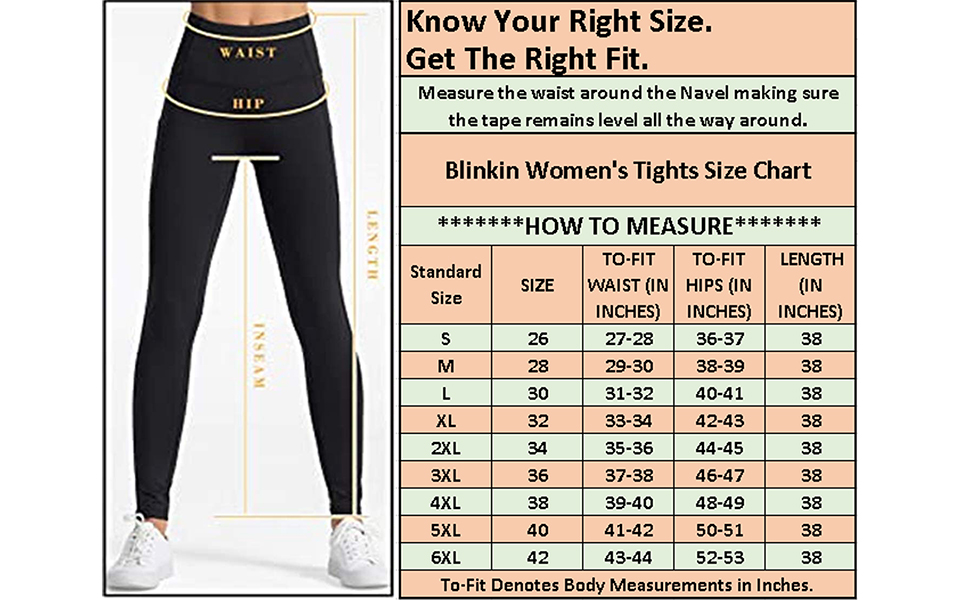 WAIST
HIP
LENGTH
INSEAM
Know Your Right Size.
Get The Right Fit.
Measure the waist around the Navel making sure
the tape remains level all the way around.
Blinkin Women's Tights Size Chart
*******HOW TO MEASURE*******
Standard Size SIZE TO-FIT WAIST (IN INCHES) TO-FIT HIPS (IN INCHES) LENGTH (IN INCHES)
S 26 27-28 36-37 38
M 28 29-30 38-39 38
L 30 31-32 40-41 38
XL 32 33-34 42-43 38
2XL 34 35-36 44-45 38
3XL 36 37-38 46-47 38
4XL 38 39-40 48-49 38
5XL 40 41-42 50-51 38
6XL 42 43-44 52-53 38
To-Fit Denotes Body Measurements in Inches.